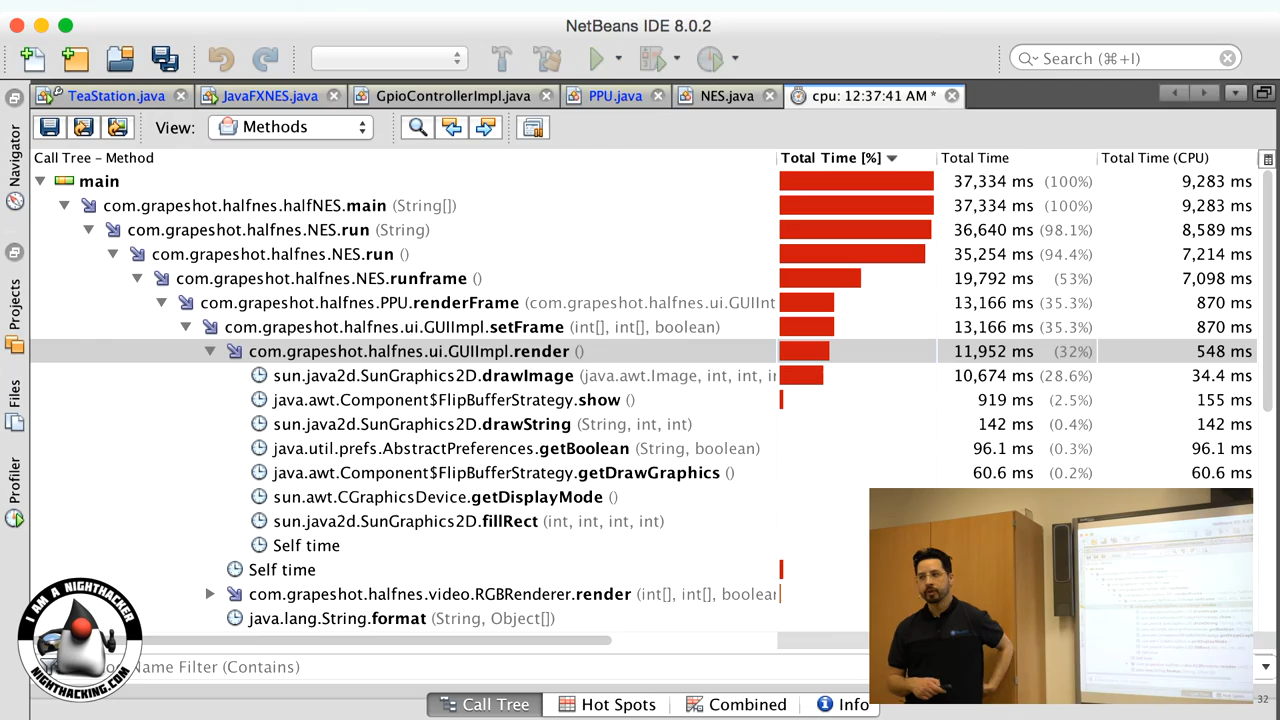 NetBeans IDE 8.0.2
Search (⌘+I)
TeaStation.java JavaFXNES.java GpioControllerImpl.java PPU.java NES.java cpu: 12:37:41 AM *
View: Methods
Navigator
Projects
Files
Profiler
Call Tree – Method Total Time [%] Total Time Total Time (CPU)
main 37,334 ms (100%) 9,283 ms
com.grapeshot.halfnes.halfNES.main (String[]) 37,334 ms (100%) 9,283 ms
com.grapeshot.halfnes.NES.run (String) 36,640 ms (98.1%) 8,589 ms
com.grapeshot.halfnes.NES.run () 35,254 ms (94.4%) 7,214 ms
com.grapeshot.halfnes.NES.runframe () 19,792 ms (53%) 7,098 ms
com.grapeshot.halfnes.PPU.renderFrame (com.grapeshot.halfnes.ui.GUIInt 13,166 ms (35.3%) 870 ms
com.grapeshot.halfnes.ui.GUIImpl.setFrame (int[], int[], boolean) 13,166 ms (35.3%) 870 ms
com.grapeshot.halfnes.ui.GUIImpl.render () 11,952 ms (32%) 548 ms
sun.java2d.SunGraphics2D.drawImage (java.awt.Image, int, int, i 10,674 ms (28.6%) 34.4 ms
java.awt.Component$FlipBufferStrategy.show () 919 ms (2.5%) 155 ms
sun.java2d.SunGraphics2D.drawString (String, int, int) 142 ms (0.4%) 142 ms
java.util.prefs.AbstractPreferences.getBoolean (String, boolean) 96.1 ms (0.3%) 96.1 ms
java.awt.Component$FlipBufferStrategy.getDrawGraphics () 60.6 ms (0.2%) 60.6 ms
sun.awt.CGraphicsDevice.getDisplayMode ()
sun.java2d.SunGraphics2D.fillRect (int, int, int, int)
Self time
Self time
com.grapeshot.halfnes.video.RGBRenderer.render (int[], int[], boolea
java.lang.String.format (String, Object[])
Name Filter (Contains)
Call Tree Hot Spots Combined Info
I AM A NIGHTHACKER
NIGHTHACKING.COM
32